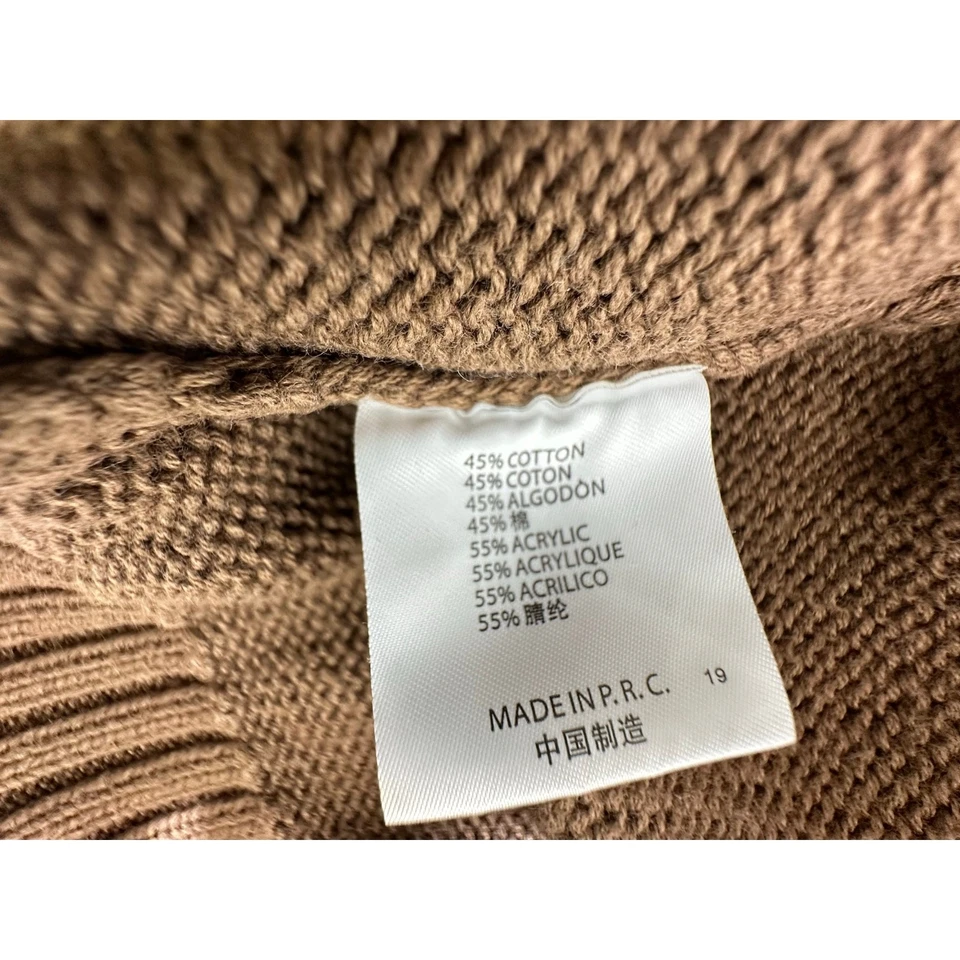 45% COTTON
45% COTON
45% ALGODÒN
45% 棉
55% ACRYLIC
55% ACRYLIQUE
55% ACRILICO
55% 腈纶
MADE IN P.R.C. 19
中国制造